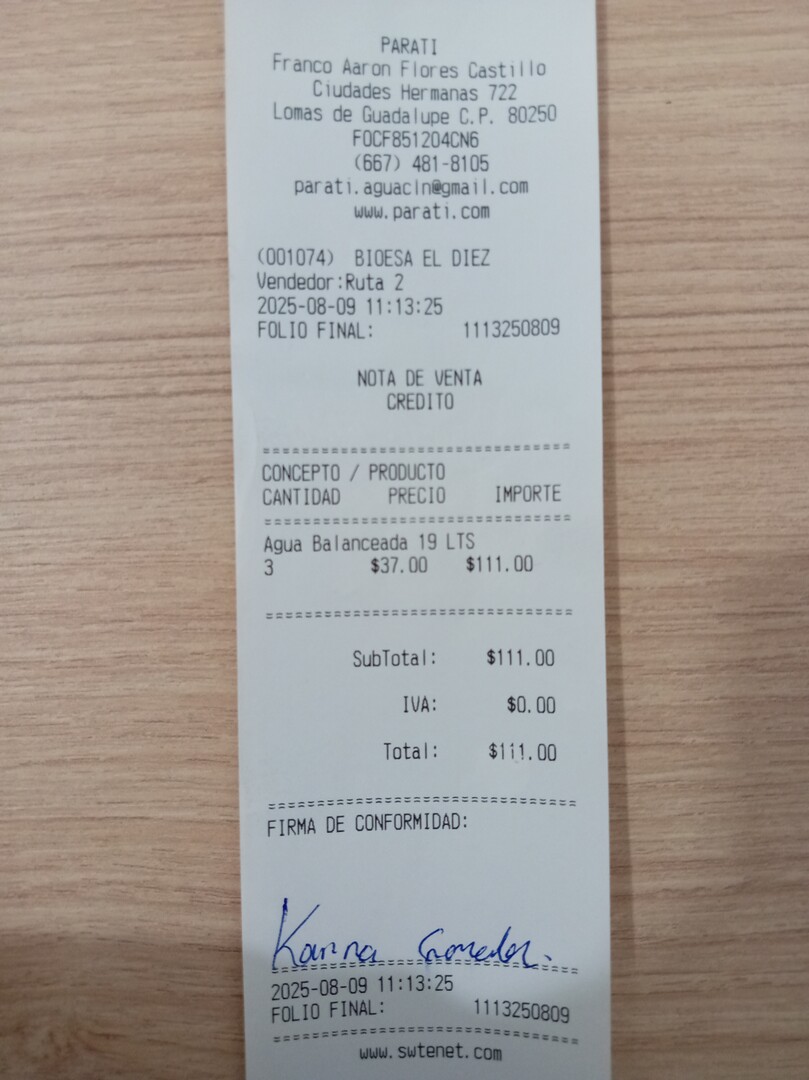 PARATI
Franco Aaron Flores Castillo
Ciudades Hermanas 722
Lomas de Guadalupe C.P. 80250
FOCF851204CN6
(667) 481-8105
parati.aguacln@gmail.com
www.parati.com
(001074) BIOESA EL DIEZ
Vendedor:Ruta 2
2025-08-09 11:13:25
FOLIO FINAL: 1113250809
NOTA DE VENTA
CREDITO
CONCEPTO / PRODUCTO
CANTIDAD PRECIO IMPORTE
Agua Balanceada 19 LTS
3 $37.00 $111.00
SubTotal: $111.00
IVA: $0.00
Total: $111.00
FIRMA DE CONFORMIDAD:
Karina
2025-08-09 11:13:25
FOLIO FINAL: 1113250809
www.swtenet.com